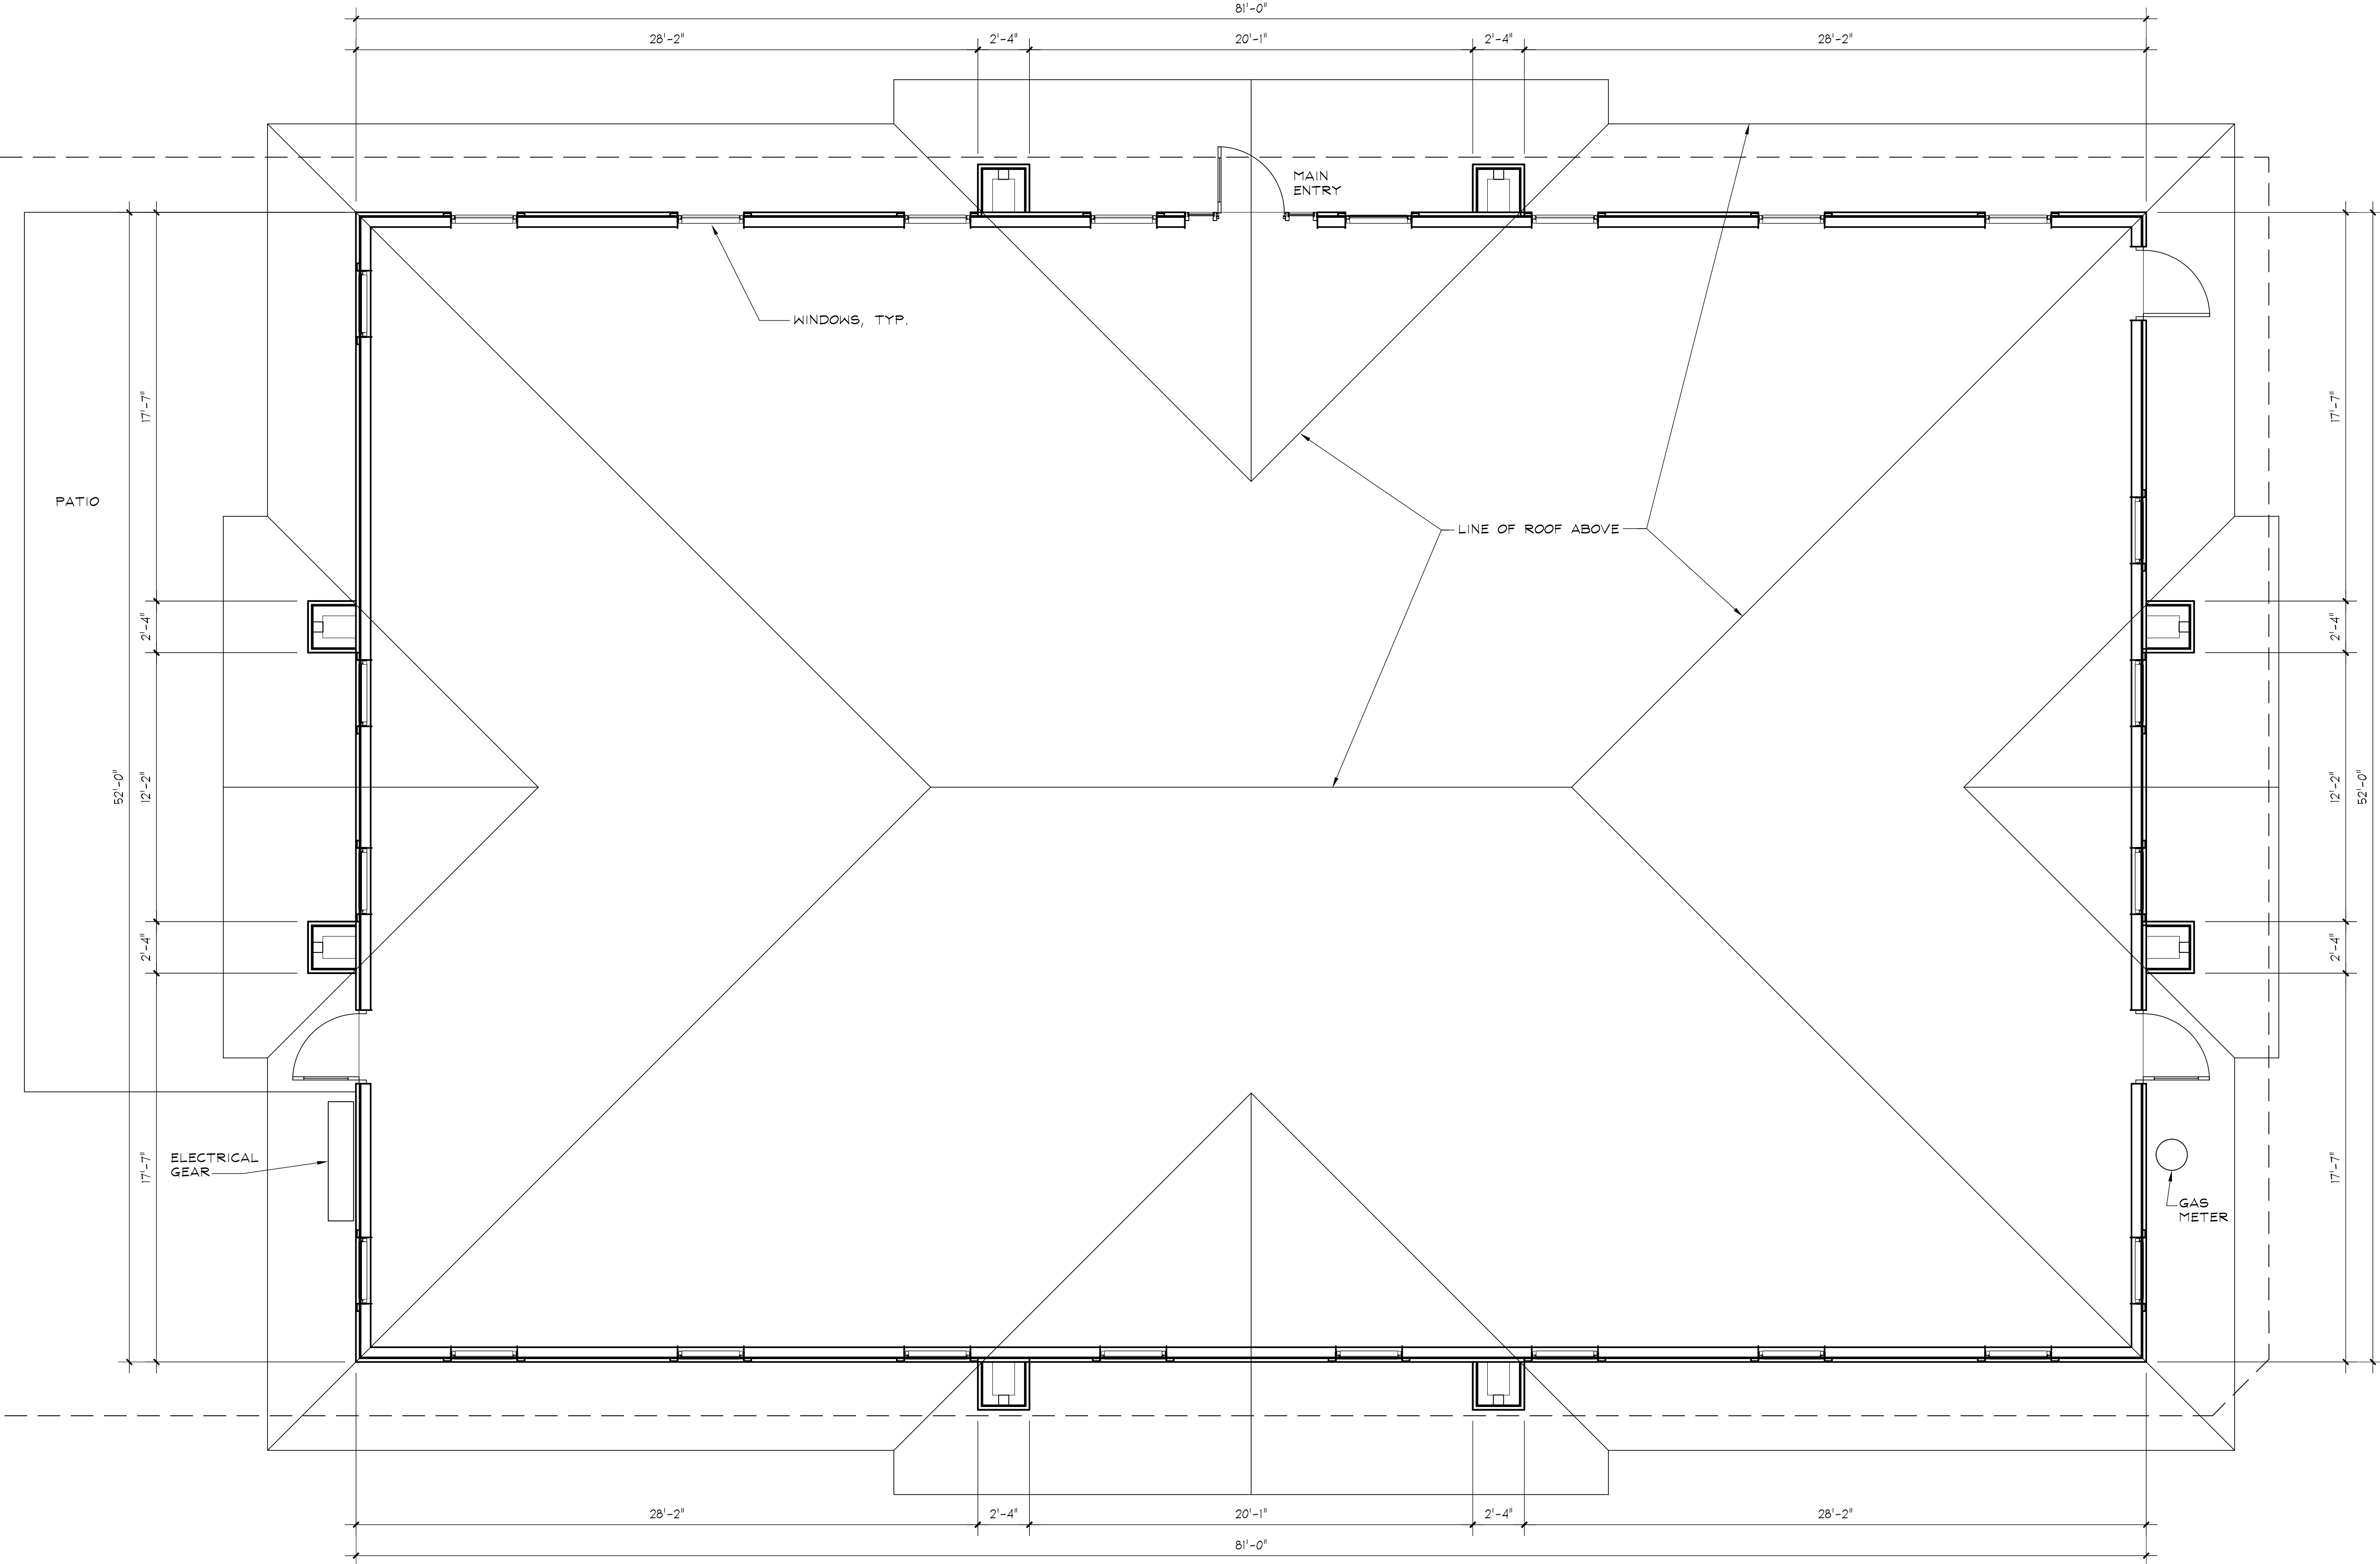 81'-0"
28'-2"
2'-4"
20'-1"
2'-4"
28'-2"
MAIN
ENTRY
WINDOWS, TYP.
17'-7"
17'-7"
PATIO
LINE OF ROOF ABOVE
2'-4"
2'-4"
52'-0"
12'-2"
12'-2"
52'-0"
2'-4"
2'-4"
ELECTRICAL
GEAR
17'-7"
17'-7"
GAS
METER
28'-2"
2'-4"
20'-1"
2'-4"
28'-2"
81'-0"